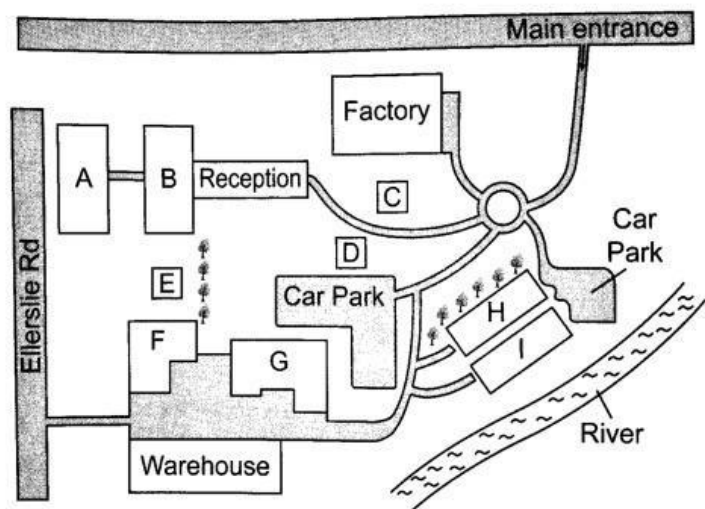 Main entrance
Factory
A
B
Reception
C
Car
Park
D
Ellerslie Rd
E
Car Park
H
F
G
I
River
Warehouse